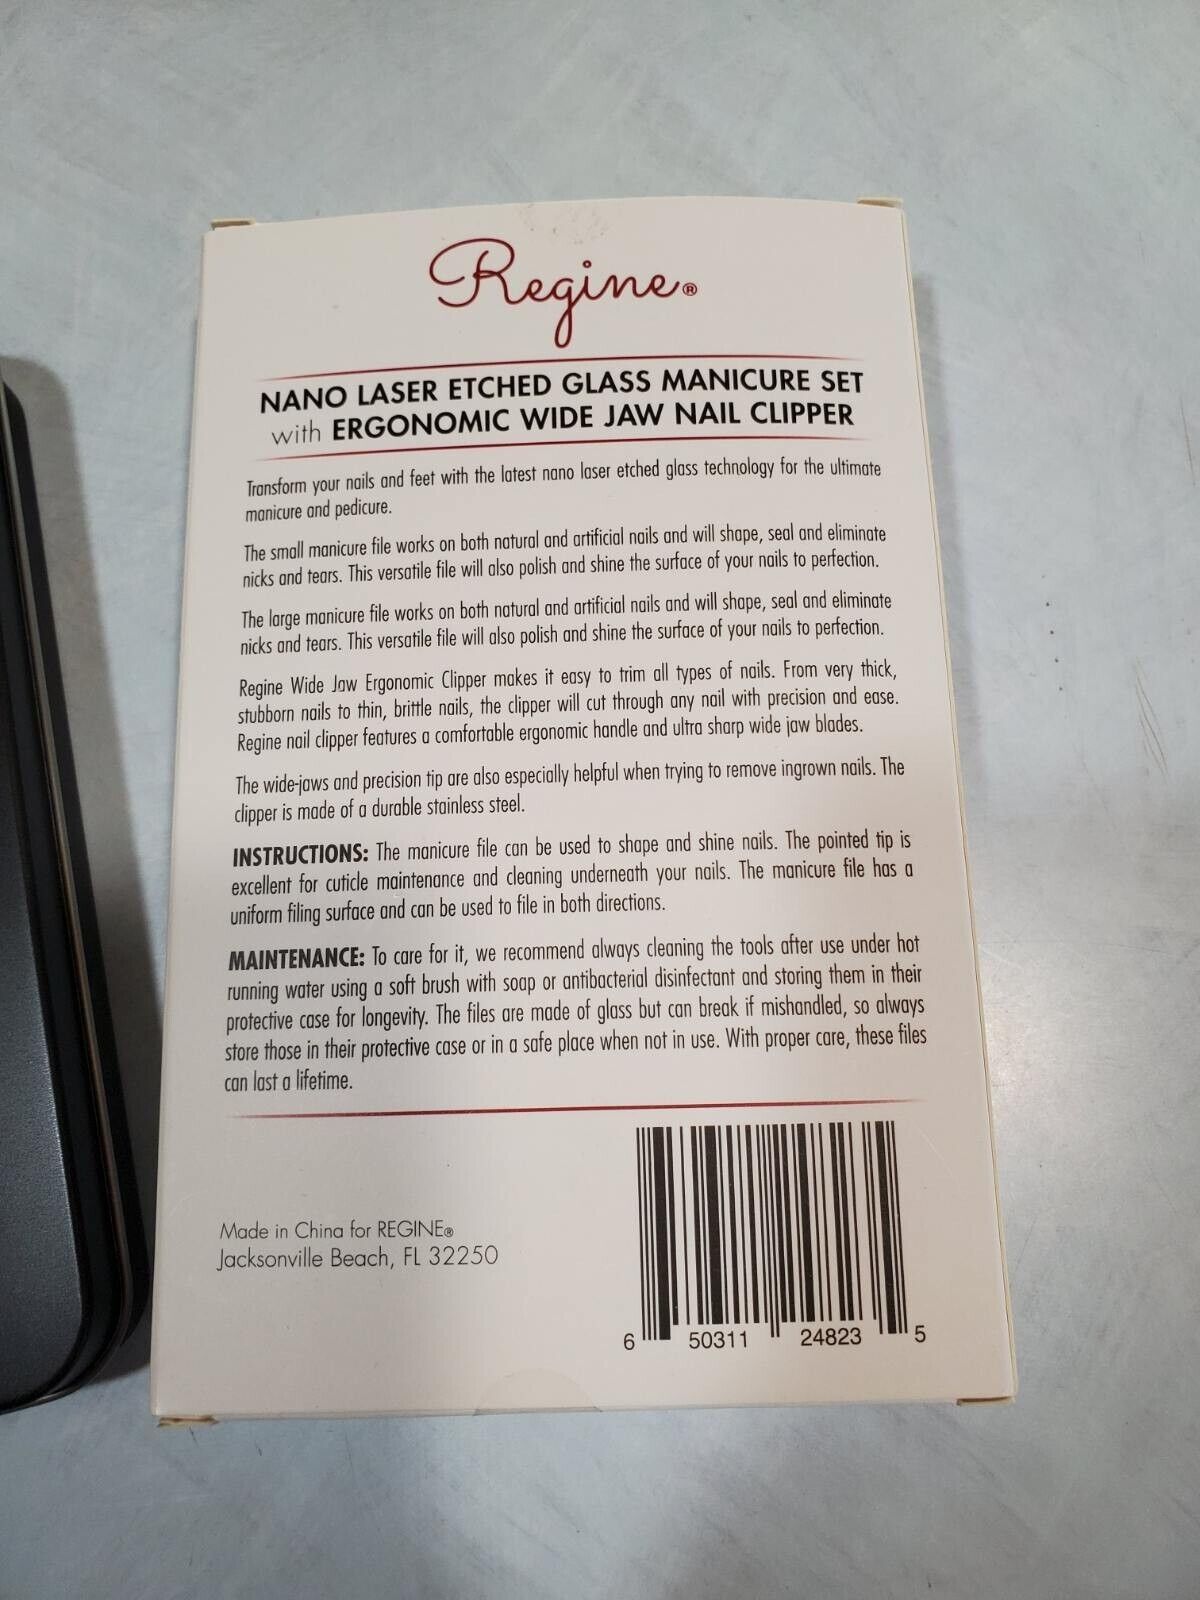 Regine®
NANO LASER ETCHED GLASS MANICURE SET
with ERGONOMIC WIDE JAW NAIL CLIPPER
Transform your nails and feet with the latest nano laser etched glass technology for the ultimate
manicure and pedicure.
The small manicure file works on both natural and artificial nails and will shape, seal and eliminate
nicks and tears. This versatile file will also polish and shine the surface of your nails to perfection.
The large manicure file works on both natural and artificial nails and will shape, seal and eliminate
nicks and tears. This versatile file will also polish and shine the surface of your nails to perfection.
Regine Wide Jaw Ergonomic Clipper makes it easy to trim all types of nails. From very thick,
stubborn nails to thin, brittle nails, the clipper will cut through any nail with precision and ease.
Regine nail clipper features a comfortable ergonomic handle and ultra sharp wide jaw blades.
The wide-jaws and precision tip are also especially helpful when trying to remove ingrown nails. The
clipper is made of a durable stainless steel.
INSTRUCTIONS: The manicure file can be used to shape and shine nails. The pointed tip is
excellent for cuticle maintenance and cleaning underneath your nails. The manicure file has a
uniform filing surface and can be used to file in both directions.
MAINTENANCE: To care for it, we recommend always cleaning the tools after use under hot
running water using a soft brush with soap or antibacterial disinfectant and storing them in their
protective case for longevity. The files are made of glass but can break if mishandled, so always
store those in their protective case or in a safe place when not in use. With proper care, these files
can last a lifetime.
Made in China for REGINE®
Jacksonville Beach, FL 32250
6 50311 24823 5